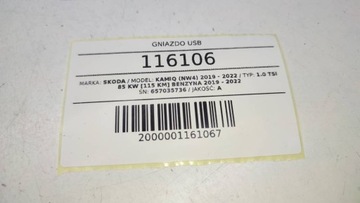 GNIAZDO USB
116106
MARKA: SKODA / MODEL: KAMIQ (NW4) 2019 - 2022 / TYP: 1.0 TSI
85 KW [115 KM] BENZYNA 2019 - 2022
SN: 657035736 / JAKOŚĆ: A
2000001161067